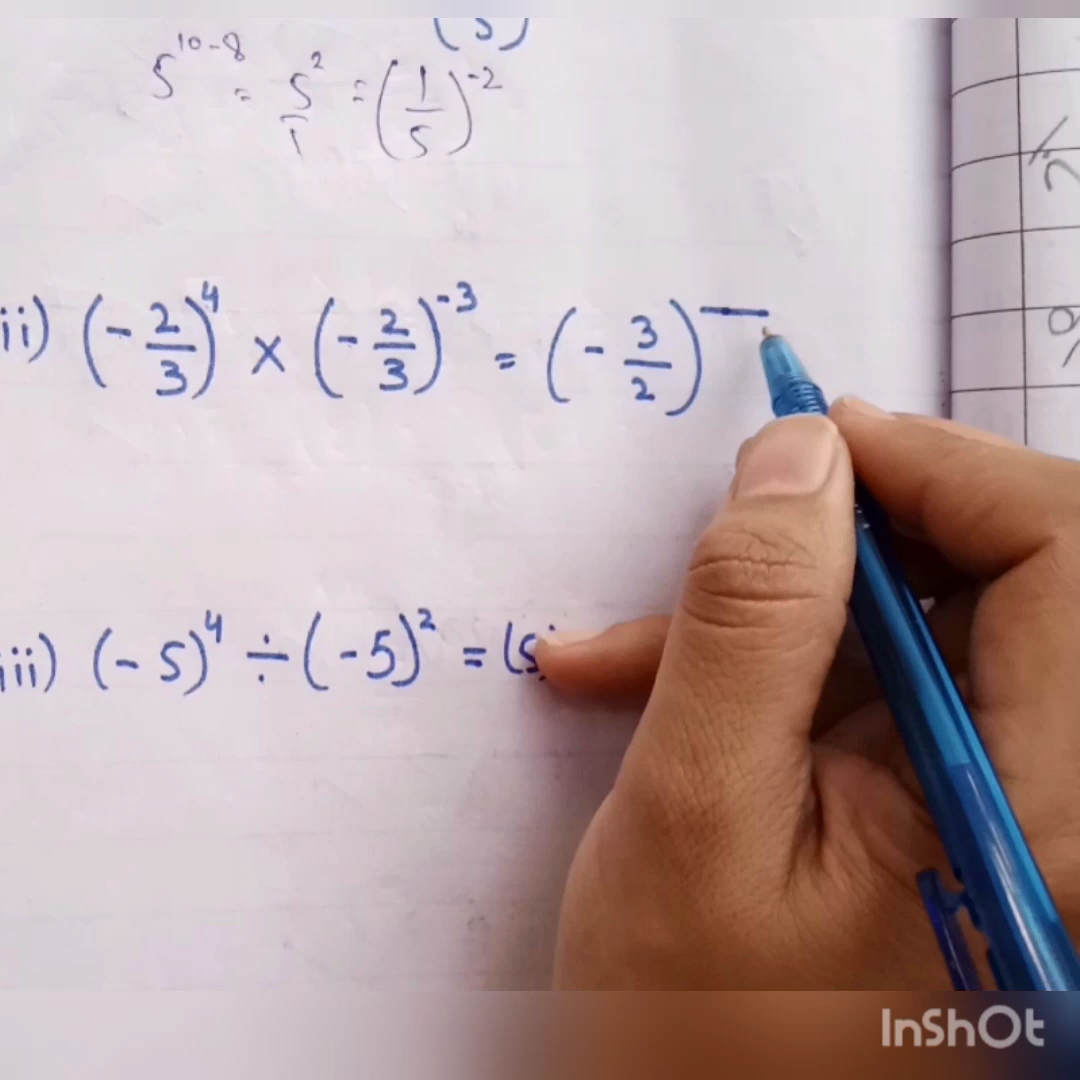 5^{10-8} = 5^2/1 = (1/5)^{-2}
ii) (-2/3)^4 × (-2/3)^{-3} = (-3/2)^—
iii) (-5)^4 ÷ (-5)^2 = (5
InShOt